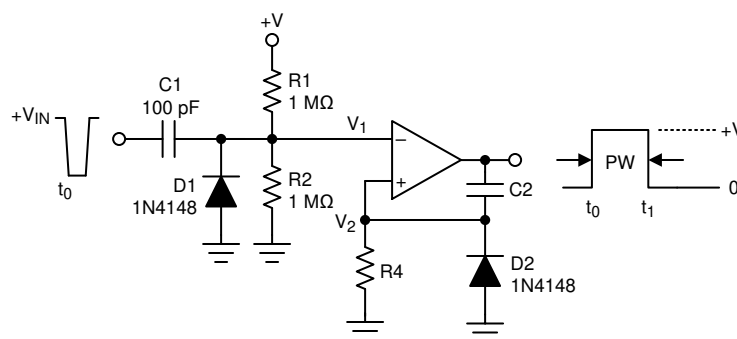 +V
C1
100 pF
R1
1 MΩ
+VIN
t0
D1
1N4148
R2
1 MΩ
V1
−
+
V2
C2
R4
D2
1N4148
PW
+V
0
t0
t1